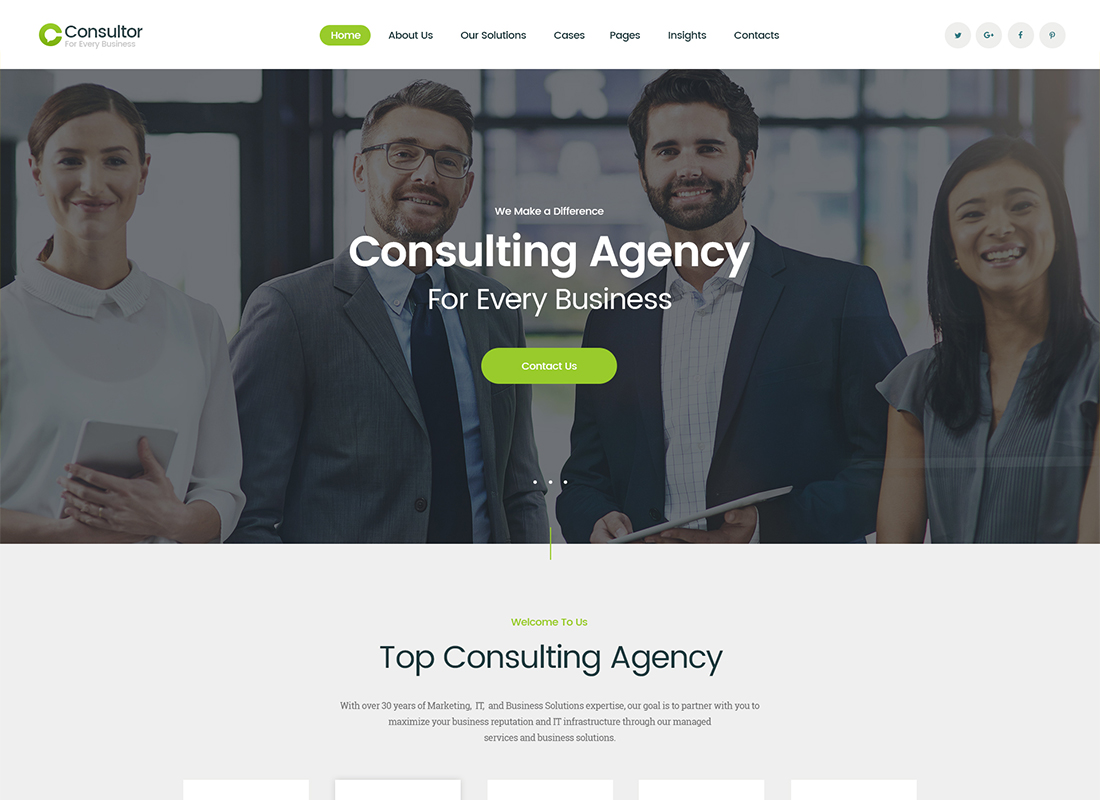 Consultor
For Every Business
Home About Us Our Solutions Cases Pages Insights Contacts
We Make a Difference
Consulting Agency
For Every Business
Contact Us
Welcome To Us
Top Consulting Agency
With over 30 years of Marketing, IT, and Business Solutions expertise, our goal is to partner with you to
maximize your business reputation and IT infrastructure through our managed
services and business solutions.